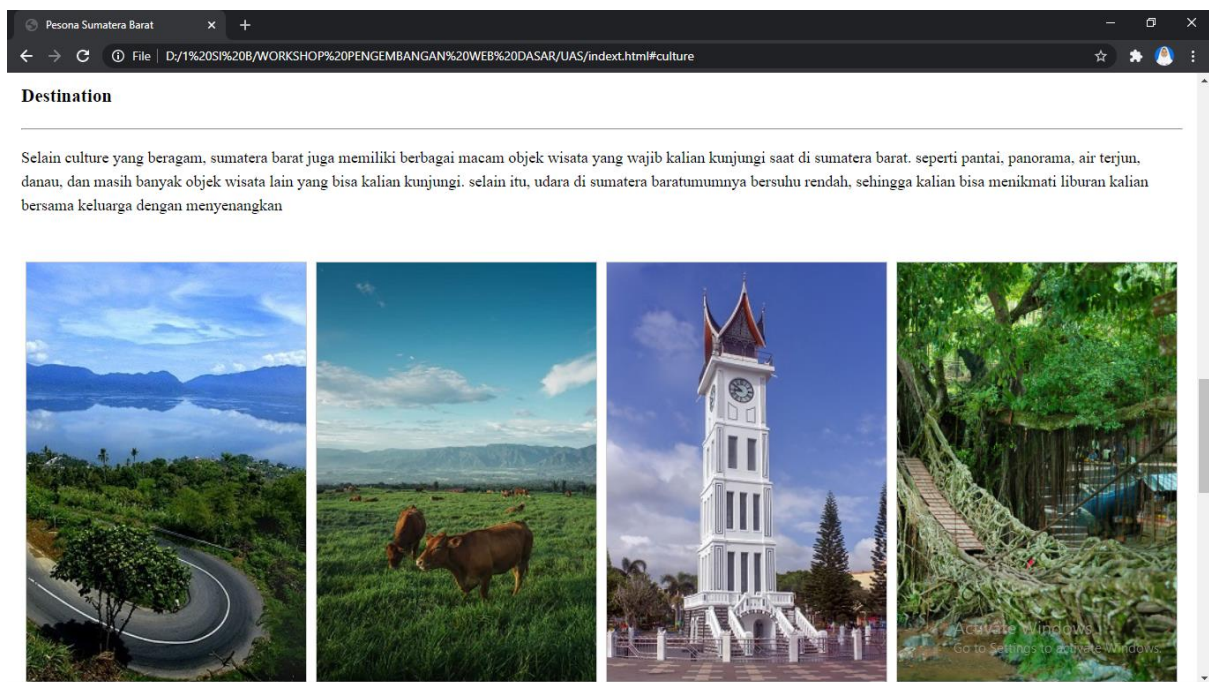 Pesona Sumatera Barat
File
D:/1%20SI%20B/WORKSHOP%20PENGEMBANGAN%20WEB%20DASAR/UAS/indext.html#culture
Destination
Selain culture yang beragam, sumatera barat juga memiliki berbagai macam objek wisata yang wajib kalian kunjungi saat di sumatera barat. seperti pantai, panorama, air terjun,
danau, dan masih banyak objek wisata lain yang bisa kalian kunjungi. selain itu, udara di sumatera baratumumnya bersuhu rendah, sehingga kalian bisa menikmati liburan kalian
bersama keluarga dengan menyenangkan
Activate Windows
Go to Settings to activate Windows.